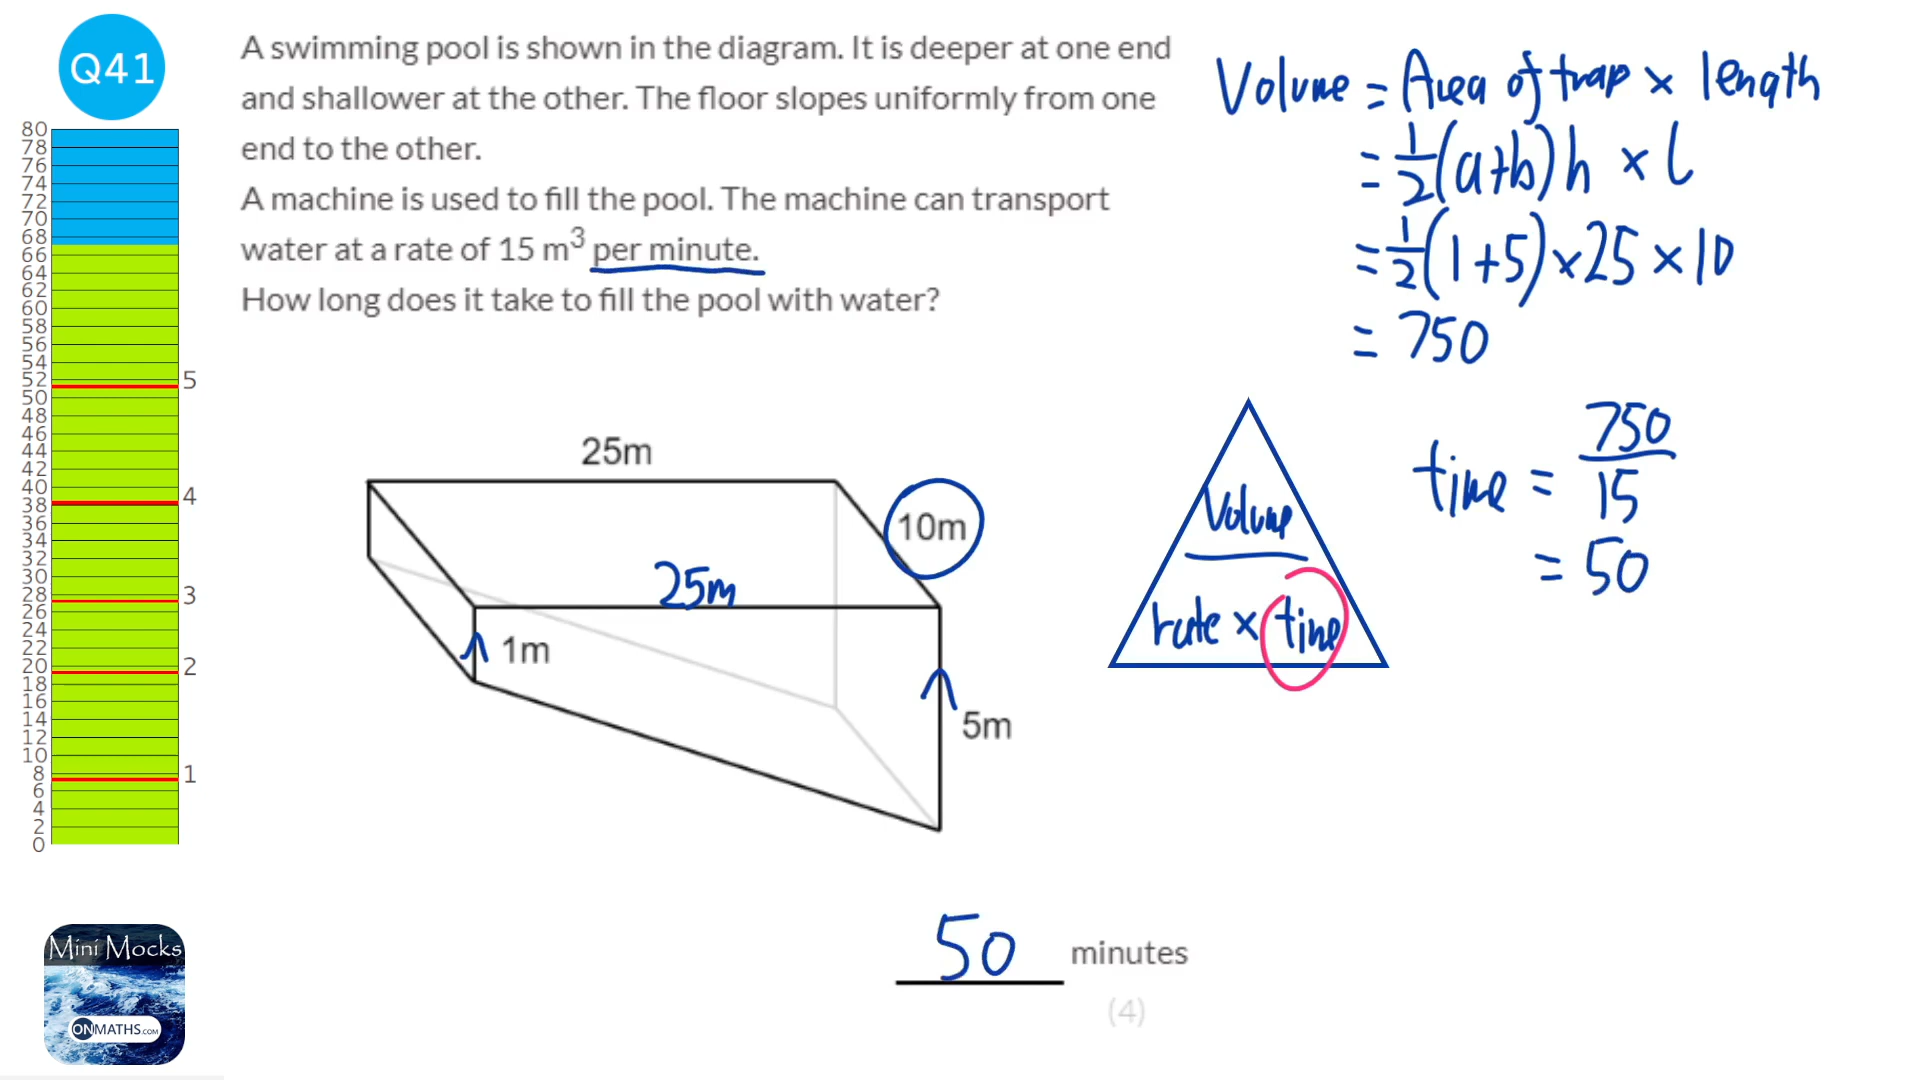 Q41
A swimming pool is shown in the diagram. It is deeper at one end
and shallower at the other. The floor slopes uniformly from one
end to the other.
A machine is used to fill the pool. The machine can transport
water at a rate of 15 m³ per minute.
How long does it take to fill the pool with water?
Volume = Area of trap × length
= 1/2 (a+b)h × l
= 1/2 (1+5) × 25 × 10
= 750
80
78
76
74
72
70
68
66
64
62
60
58
56
54
52
50
48
46
44
42
40
38
36
34
32
30
28
26
24
22
20
18
16
14
12
10
8
6
4
2
0
5
4
3
2
1
25m
10m
25m
1m
5m
Volume
rate × time
time = 750/15
= 50
50 minutes
(4)
Mini Mocks
ONMATHS.COM